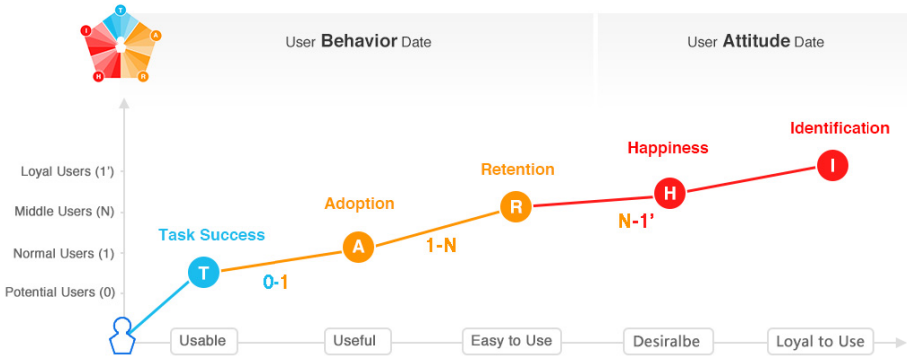 T
I
A
H
R
User Behavior Date
User Attitude Date
Identification
Happiness
Loyal Users (1')
I
Retention
H
Middle Users (N)
Adoption
R
N-1'
Task Success
1-N
Normal Users (1)
A
T
0-1
Potential Users (0)
Usable
Useful
Easy to Use
Desiralbe
Loyal to Use